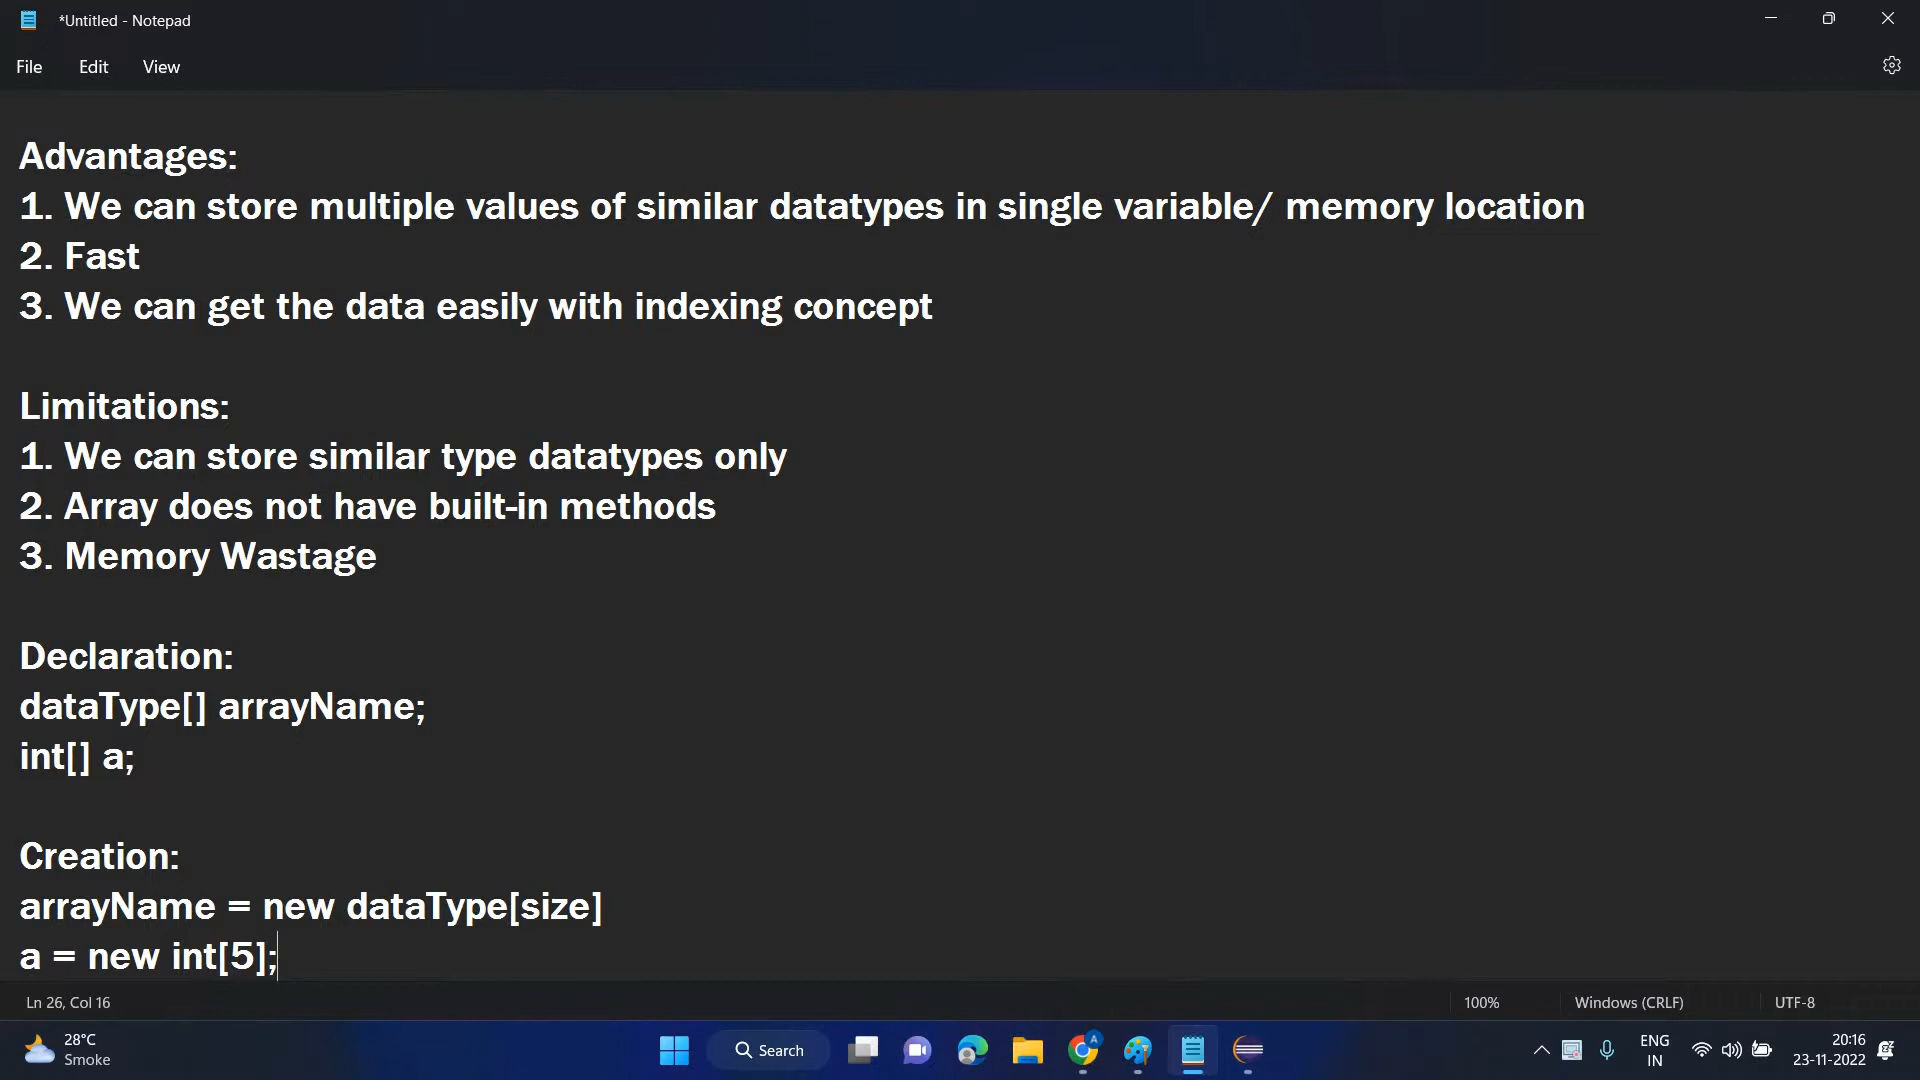 *Untitled - Notepad
File Edit View
Advantages:
1. We can store multiple values of similar datatypes in single variable/ memory location
2. Fast
3. We can get the data easily with indexing concept
Limitations:
1. We can store similar type datatypes only
2. Array does not have built-in methods
3. Memory Wastage
Declaration:
dataType[] arrayName;
int[] a;
Creation:
arrayName = new dataType[size]
a = new int[5];
Ln 26, Col 16 100% Windows (CRLF) UTF-8
28°C
Smoke
Search
A
ENG
IN
20:16
23-11-2022